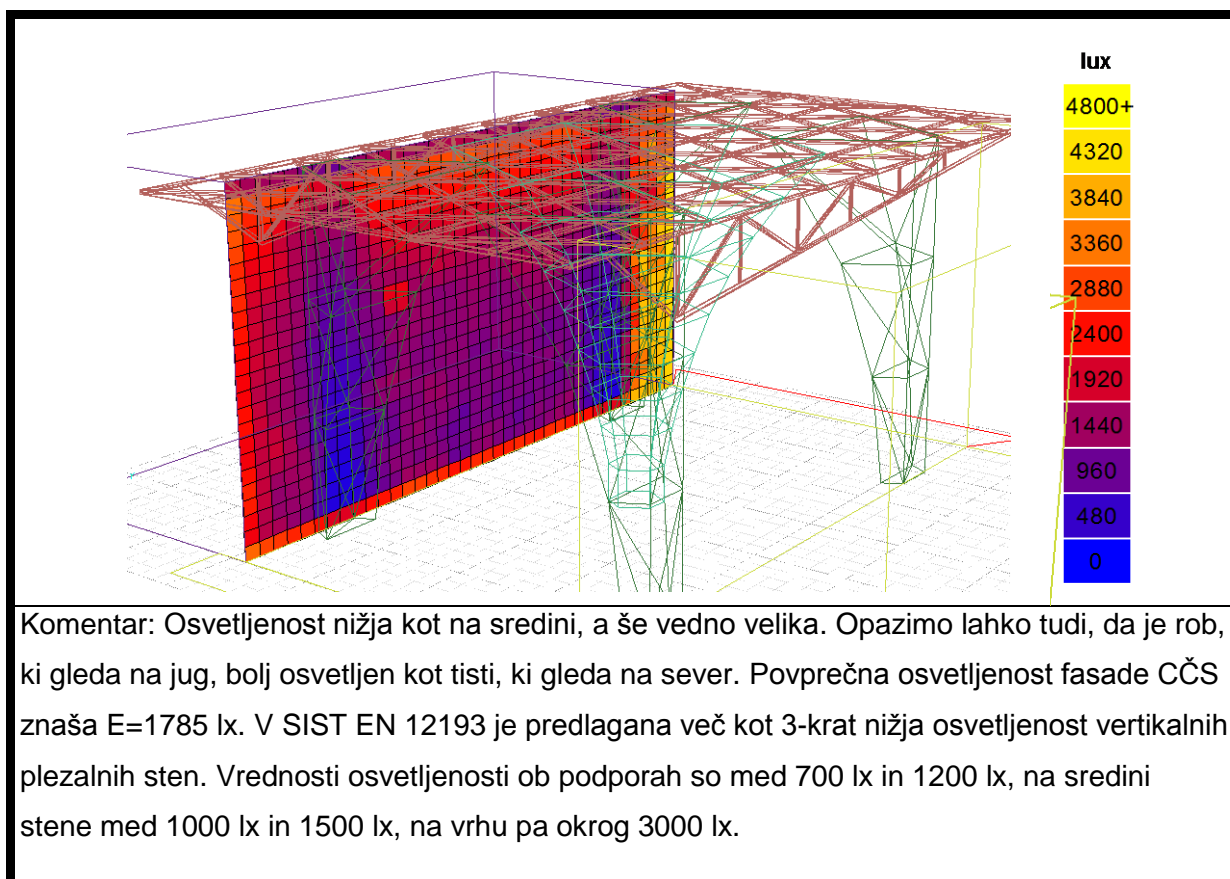 lux
4800+
4320
3840
3360
2880
2400
1920
1440
960
480
0
Komentar: Osvetljenost nižja kot na sredini, a še vedno velika. Opazimo lahko tudi, da je rob,
ki gleda na jug, bolj osvetljen kot tisti, ki gleda na sever. Povprečna osvetljenost fasade CČS
znaša E=1785 lx. V SIST EN 12193 je predlagana več kot 3-krat nižja osvetljenost vertikalnih
plezalnih sten. Vrednosti osvetljenosti ob podporah so med 700 lx in 1200 lx, na sredini
stene med 1000 lx in 1500 lx, na vrhu pa okrog 3000 lx.